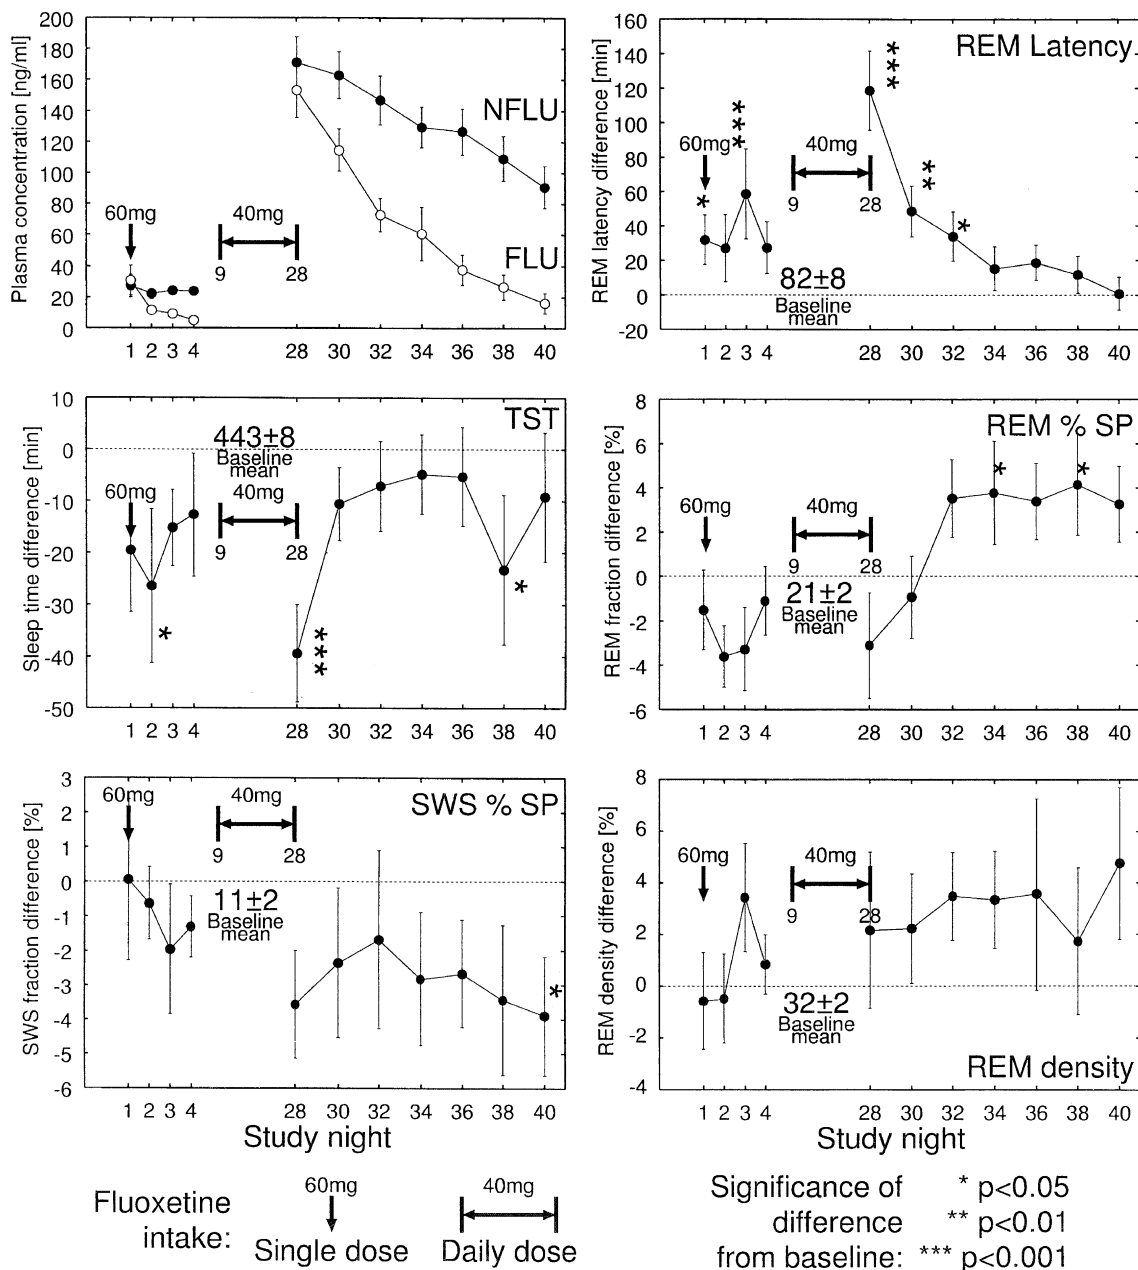 Plasma concentration [ng/ml]
200
180
160
140
120
100
80
60
40
20
0
NFLU
FLU
60mg
40mg
9
28
1 2 3 4 28 30 32 34 36 38 40
REM latency difference [min]
160
140
120
100
80
60
40
20
0
-20
REM Latency
60mg
40mg
9
28
*
***
***
**
*
82±8
Baseline
mean
1 2 3 4 28 30 32 34 36 38 40
Sleep time difference [min]
10
0
-10
-20
-30
-40
-50
TST
443±8
Baseline
mean
60mg
40mg
9
28
*
***
*
1 2 3 4 28 30 32 34 36 38 40
REM fraction difference [%]
8
6
4
2
0
-2
-4
-6
REM % SP
60mg
40mg
9
28
*
*
21±2
Baseline
mean
1 2 3 4 28 30 32 34 36 38 40
SWS fraction difference [%]
3
2
1
0
-1
-2
-3
-4
-5
-6
SWS % SP
60mg
40mg
9
28
11±2
Baseline
mean
*
1 2 3 4 28 30 32 34 36 38 40
Study night
REM density difference [%]
8
6
4
2
0
-2
-4
60mg
40mg
9
28
32±2
Baseline
mean
REM density
1 2 3 4 28 30 32 34 36 38 40
Study night
Fluoxetine
intake:
60mg
Single dose
40mg
Daily dose
Significance of * p<0.05
difference ** p<0.01
from baseline: *** p<0.001